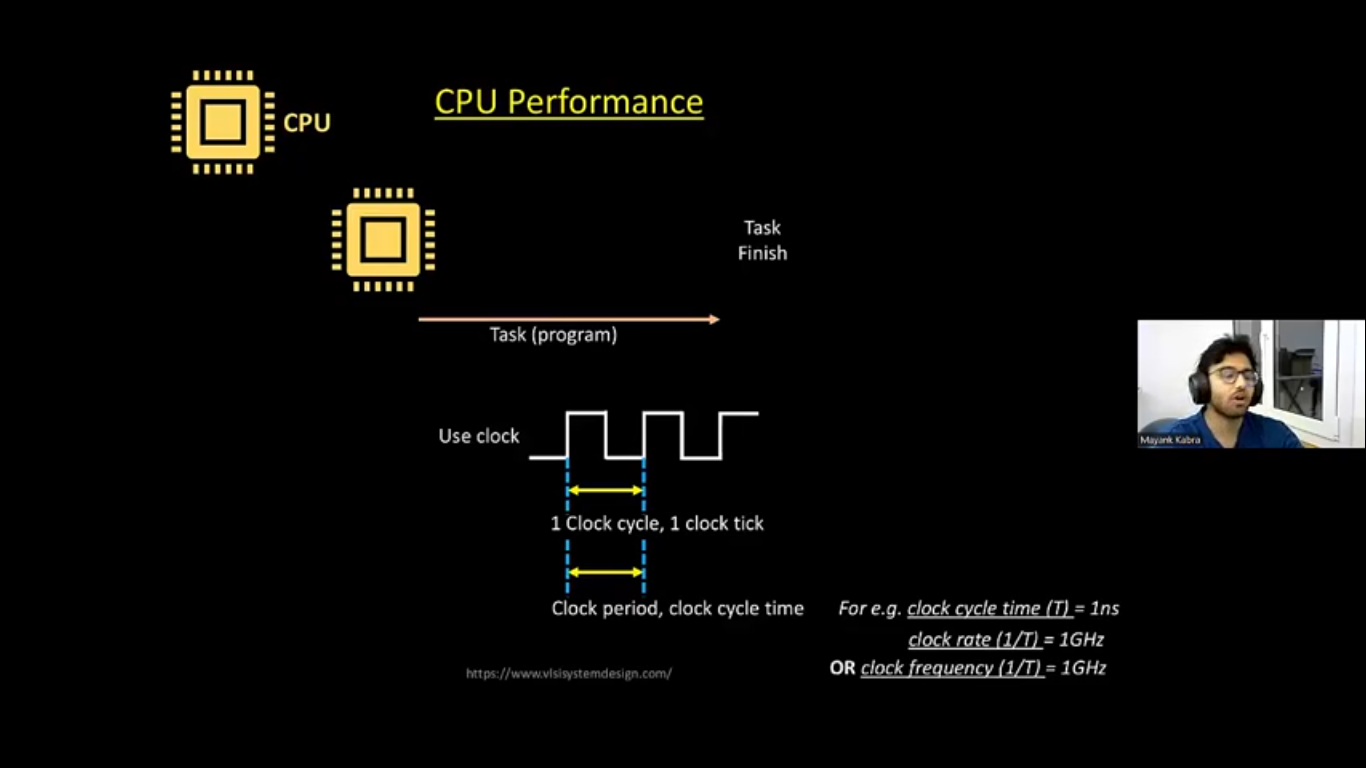 CPU Performance
CPU
Task
Finish
Task (program)
Use clock
1 Clock cycle, 1 clock tick
Clock period, clock cycle time
For e.g. clock cycle time (T) = 1ns
clock rate (1/T) = 1GHz
OR clock frequency (1/T) = 1GHz
https://www.vlsisystemdesign.com/
Mayank Kabra